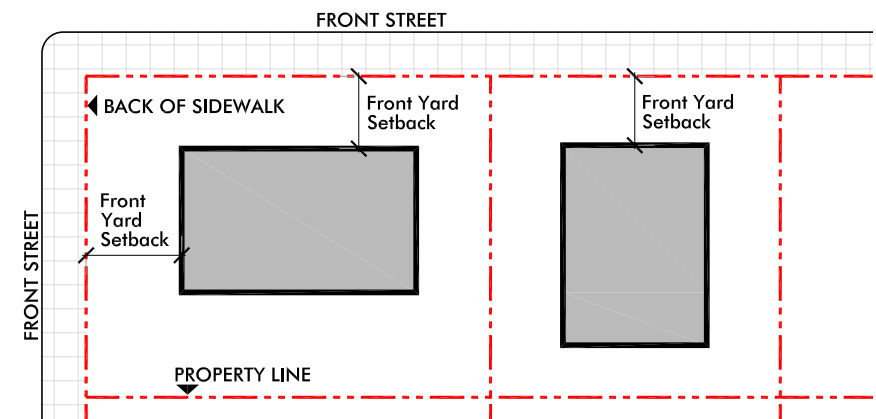 FRONT STREET
BACK OF SIDEWALK
Front Yard
Setback
Front Yard
Setback
Front
Yard
Setback
FRONT STREET
PROPERTY LINE